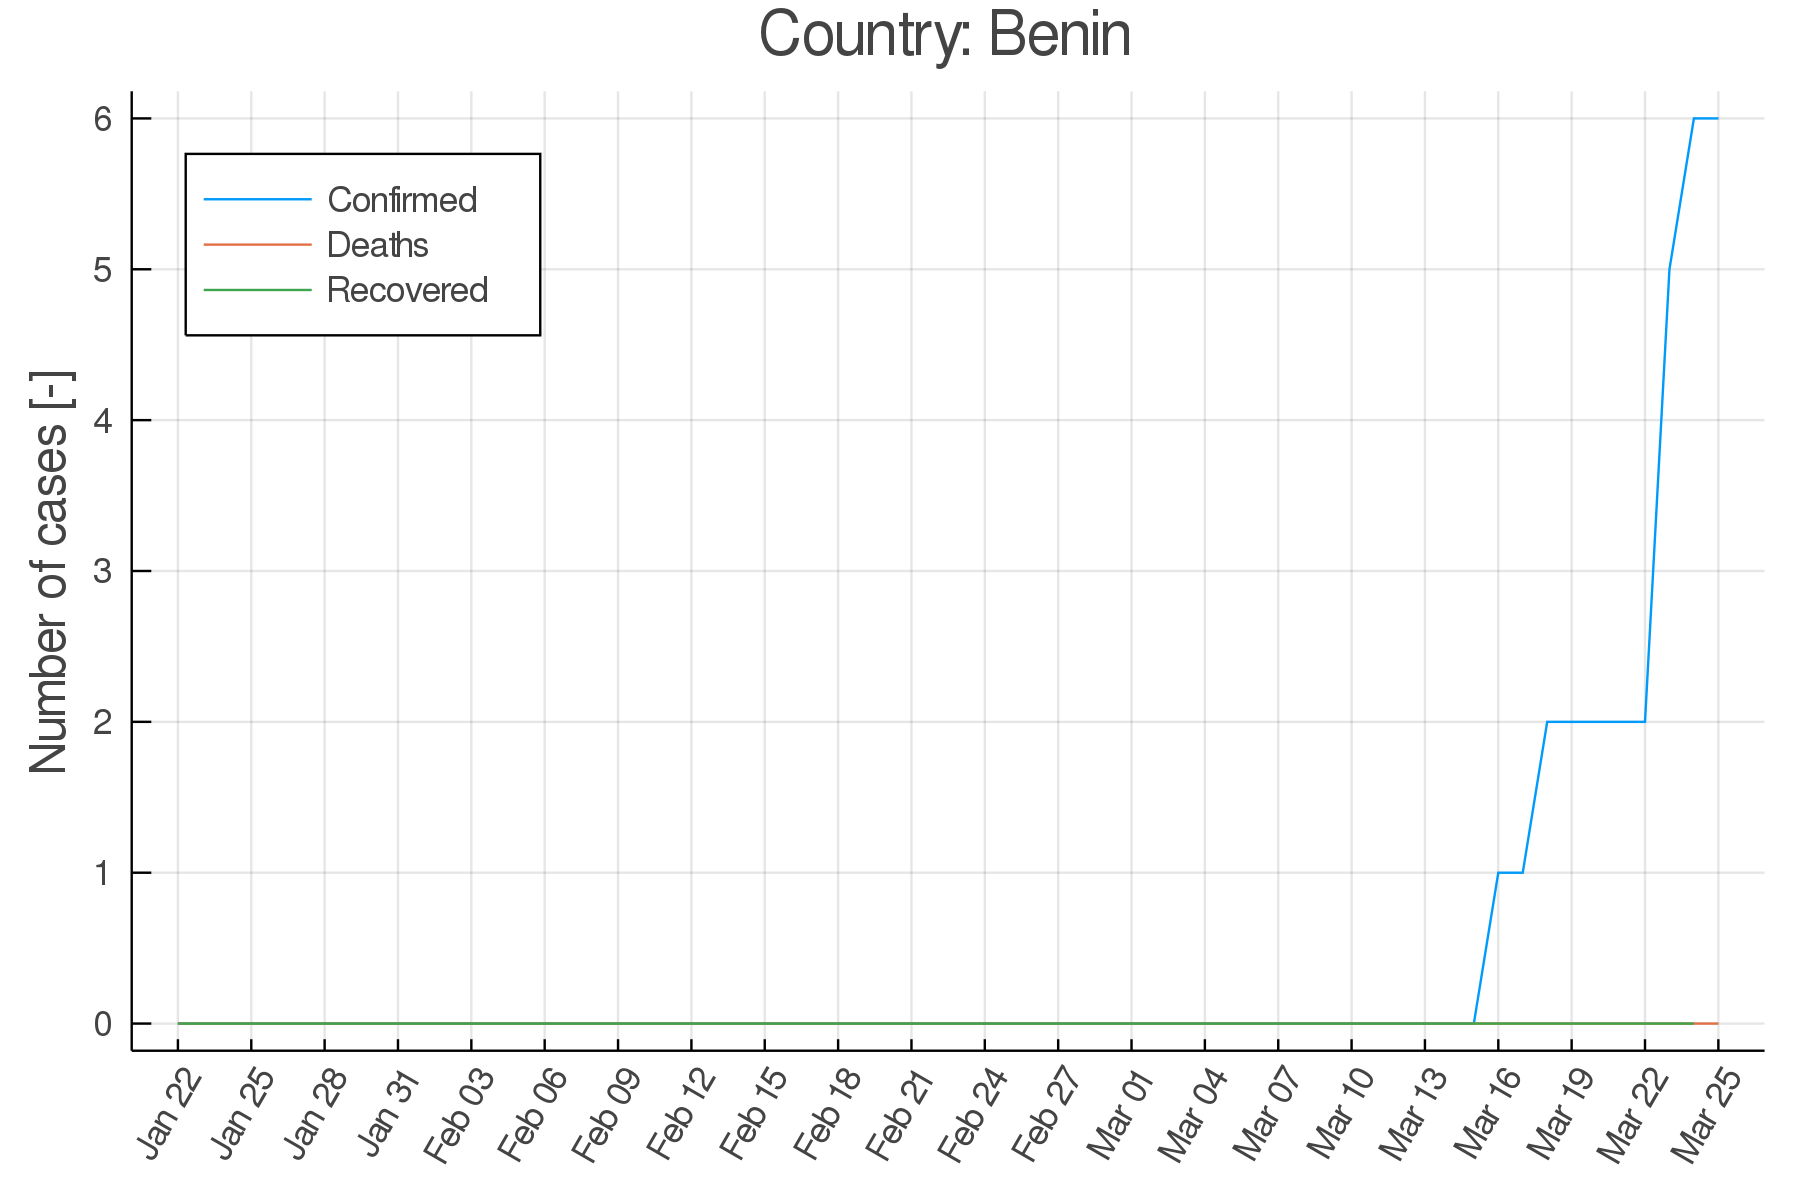 Country: Benin
Number of cases [-]
6
5
4
3
2
1
0
Confirmed
Deaths
Recovered
Jan 22
Jan 25
Jan 28
Jan 31
Feb 03
Feb 06
Feb 09
Feb 12
Feb 15
Feb 18
Feb 21
Feb 24
Feb 27
Mar 01
Mar 04
Mar 07
Mar 10
Mar 13
Mar 16
Mar 19
Mar 22
Mar 25